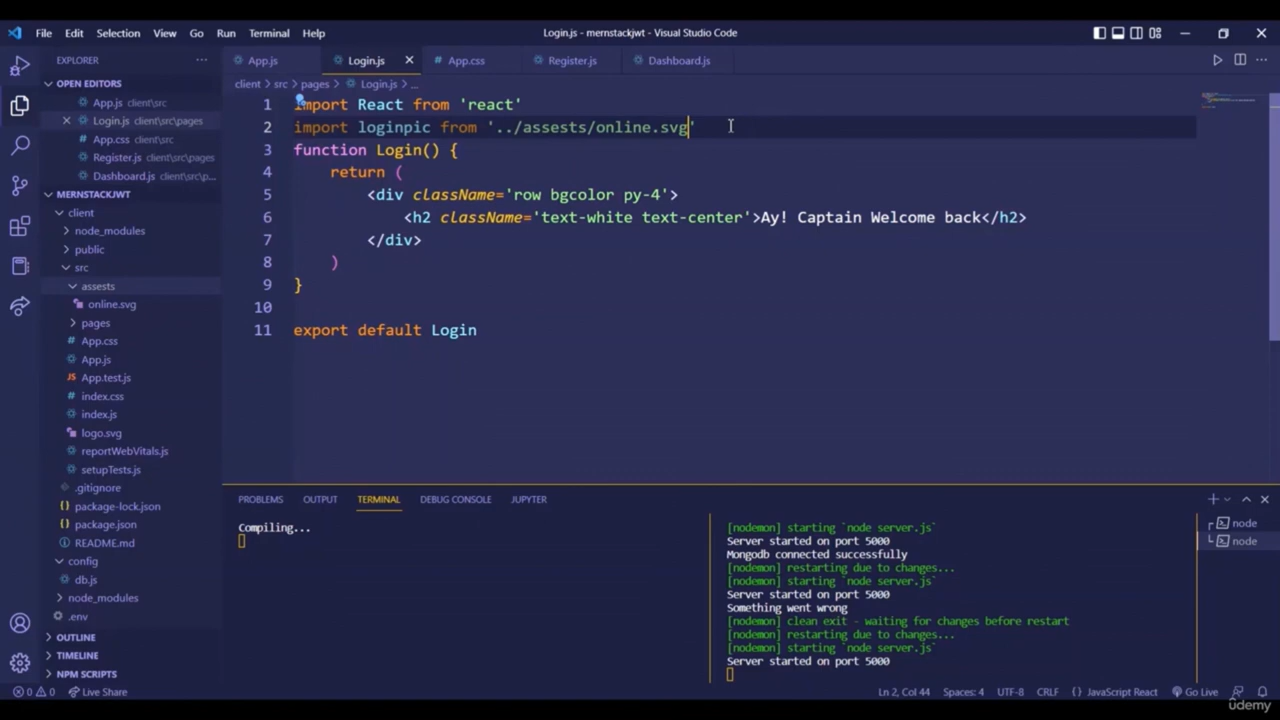 File Edit Selection View Go Run Terminal Help
Login.js - mernstackjwt - Visual Studio Code
EXPLORER
OPEN EDITORS
App.js client\src
Login.js client\src\pages
App.css client\src
Register.js client\src\pages
Dashboard.js client\src\p...
MERNSTACKJWT
client
node_modules
public
src
assests
online.svg
pages
App.css
App.js
App.test.js
index.css
index.js
logo.svg
reportWebVitals.js
setupTests.js
.gitignore
package-lock.json
package.json
README.md
config
db.js
node_modules
.env
OUTLINE
TIMELINE
NPM SCRIPTS
App.js Login.js App.css Register.js Dashboard.js
client > src > pages > Login.js > ...
1 import React from 'react'
2 import loginpic from '../assests/online.svg'
3 function Login() {
4 return (
5 <div className='row bgcolor py-4'>
6 <h2 className='text-white text-center'>Ay! Captain Welcome back</h2>
7 </div>
8 )
9 }
10
11 export default Login
PROBLEMS OUTPUT TERMINAL DEBUG CONSOLE JUPYTER
Compiling...
[nodemon] starting `node server.js`
Server started on port 5000
Mongodb connected successfully
[nodemon] restarting due to changes...
[nodemon] starting `node server.js`
Server started on port 5000
Something went wrong
[nodemon] clean exit - waiting for changes before restart
[nodemon] restarting due to changes...
[nodemon] starting `node server.js`
Server started on port 5000
node
node
0 0 Live Share
Ln 2, Col 44 Spaces: 4 UTF-8 CRLF {} JavaScript React Go Live
udemy